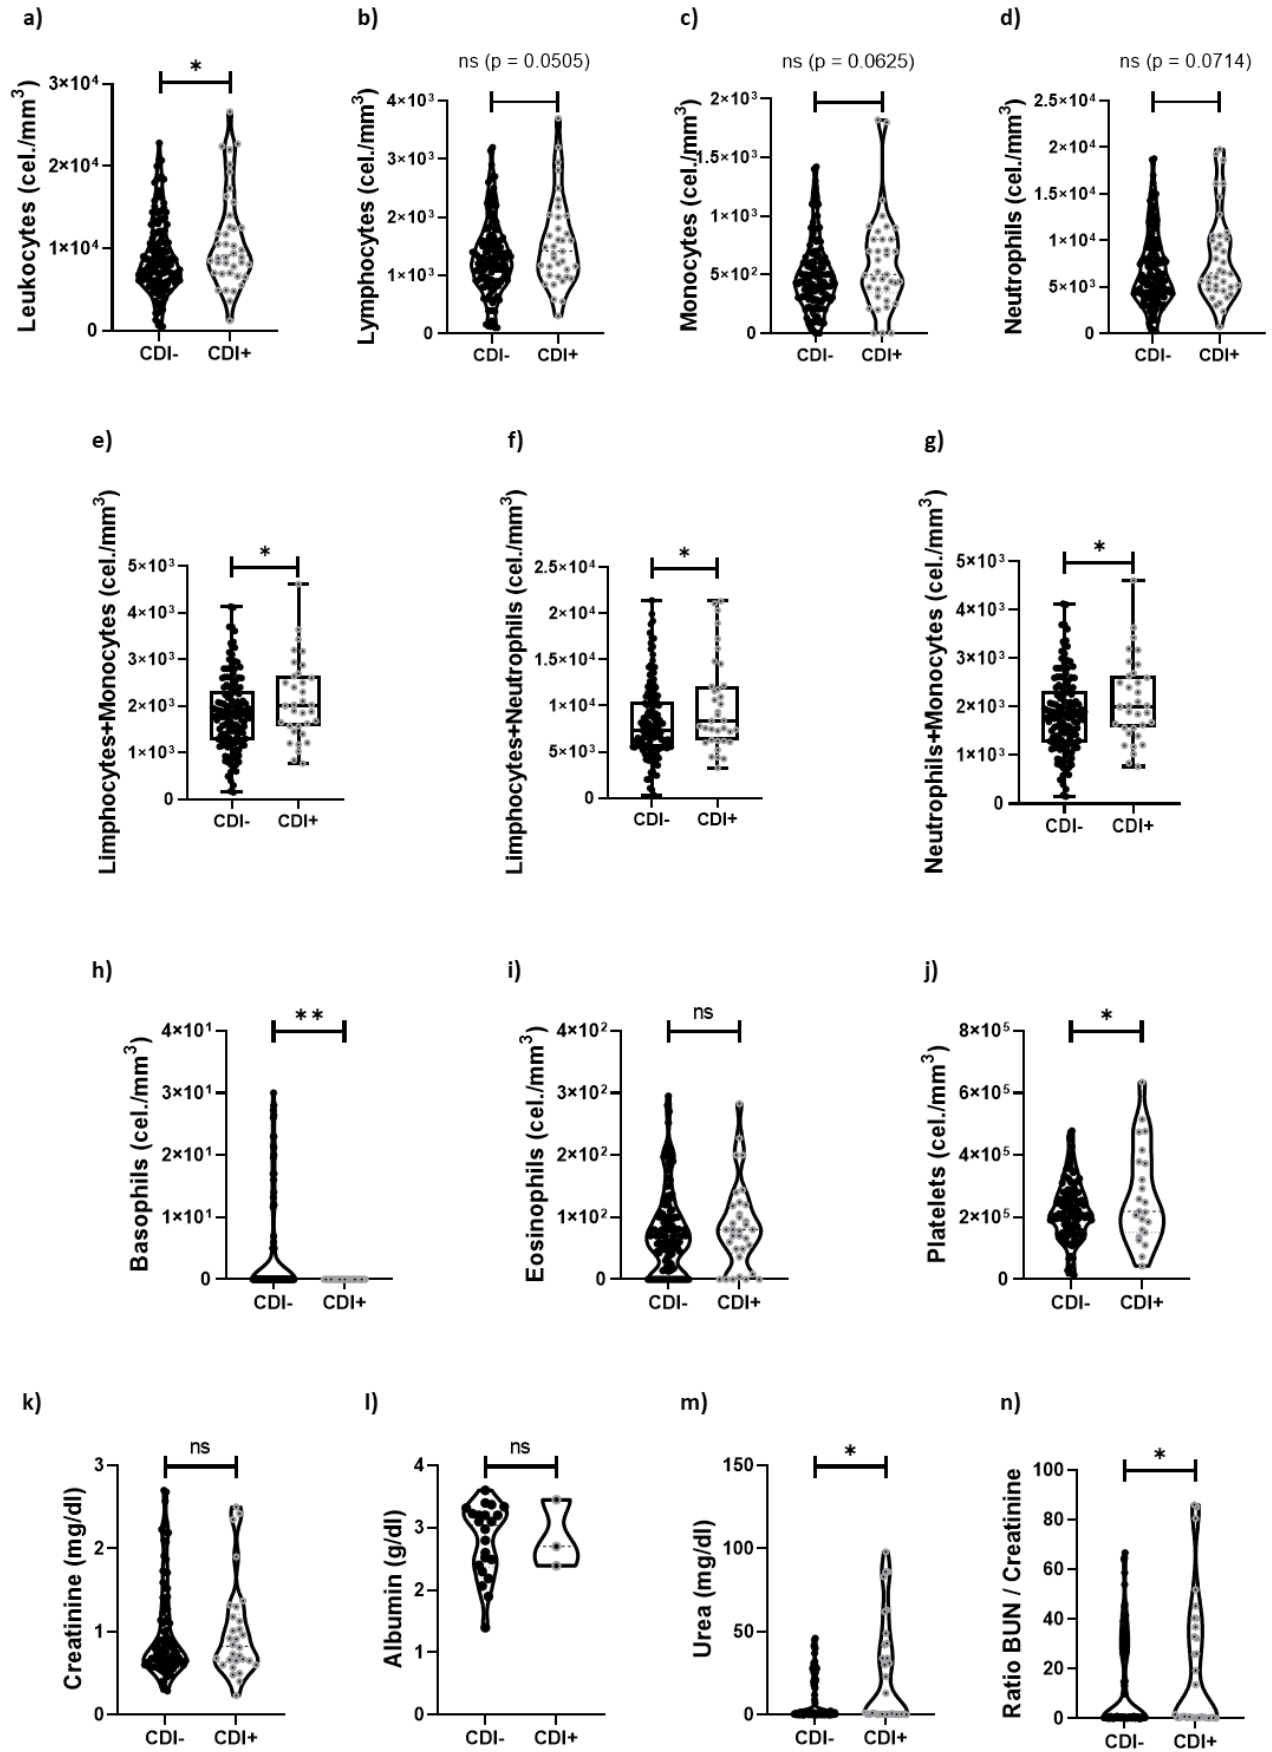 a)
b)
c)
d)
*
ns (p = 0.0505)
ns (p = 0.0625)
ns (p = 0.0714)
Leukocytes (cel./mm³)
3×10⁴
2×10⁴
1×10⁴
0
CDI-
CDI+
Lymphocytes (cel./mm³)
4×10³
3×10³
2×10³
1×10³
0
CDI-
CDI+
Monocytes (cel./mm³)
2×10³
1.5×10³
1×10³
5×10²
0
CDI-
CDI+
Neutrophils (cel./mm³)
2.5×10⁴
2×10⁴
1.5×10⁴
1×10⁴
5×10³
0
CDI-
CDI+
e)
f)
g)
Limphocytes+Monocytes (cel./mm³)
*
5×10³
4×10³
3×10³
2×10³
1×10³
0
CDI-
CDI+
Limphocytes+Neutrophils (cel./mm³)
*
2.5×10⁴
2×10⁴
1.5×10⁴
1×10⁴
5×10³
0
CDI-
CDI+
Neutrophils+Monocytes (cel./mm³)
*
5×10³
4×10³
3×10³
2×10³
1×10³
0
CDI-
CDI+
h)
i)
j)
Basophils (cel./mm³)
**
4×10¹
3×10¹
2×10¹
1×10¹
0
CDI-
CDI+
Eosinophils (cel./mm³)
ns
4×10²
3×10²
2×10²
1×10²
0
CDI-
CDI+
Platelets (cel./mm³)
*
8×10⁵
6×10⁵
4×10⁵
2×10⁵
0
CDI-
CDI+
k)
l)
m)
n)
Creatinine (mg/dl)
ns
3
2
1
0
CDI-
CDI+
Albumin (g/dl)
ns
4
3
2
1
0
CDI-
CDI+
Urea (mg/dl)
*
150
100
50
0
CDI-
CDI+
Ratio BUN / Creatinine
*
100
80
60
40
20
0
CDI-
CDI+